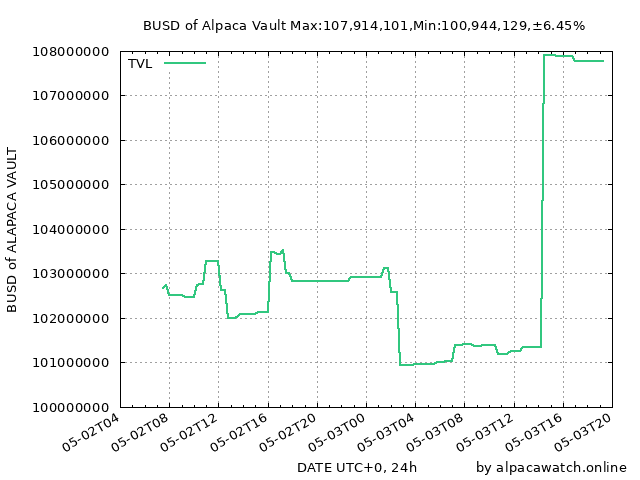 BUSD of Alpaca Vault Max:107,914,101,Min:100,944,129,±6.45%
TVL
108000000
107000000
106000000
105000000
104000000
103000000
102000000
101000000
100000000
BUSD of ALAPACA VAULT
05-02T04
05-02T08
05-02T12
05-02T16
05-02T20
05-03T00
05-03T04
05-03T08
05-03T12
05-03T16
05-03T20
DATE UTC+0, 24h
by alpacawatch.online